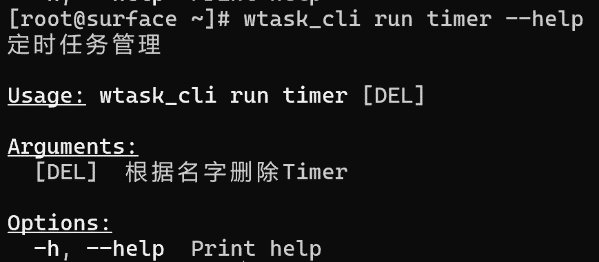 [root@surface ~]# wtask_cli run timer --help
定时任务管理
Usage: wtask_cli run timer [DEL]
Arguments:
[DEL]  根据名字删除Timer
Options:
-h, --help  Print help